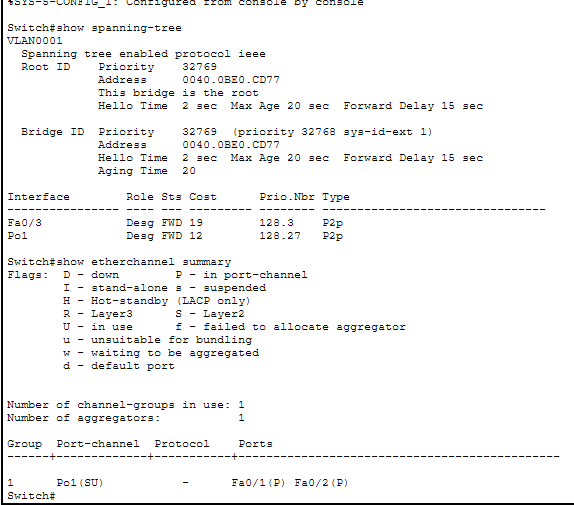 %SYS-5-CONFIG_I: Configured from console by console
Switch#show spanning-tree
VLAN0001
  Spanning tree enabled protocol ieee
  Root ID    Priority    32769
             Address     0040.0BE0.CD77
             This bridge is the root
             Hello Time  2 sec  Max Age 20 sec  Forward Delay 15 sec
  Bridge ID  Priority    32769  (priority 32768 sys-id-ext 1)
             Address     0040.0BE0.CD77
             Hello Time  2 sec  Max Age 20 sec  Forward Delay 15 sec
             Aging Time  20
Interface        Role Sts Cost      Prio.Nbr Type
---------------- ---- --- --------- -------- --------------------------------
Fa0/3            Desg FWD 19        128.3    P2p
Po1              Desg FWD 12        128.27   P2p
Switch#show etherchannel summary
Flags:  D - down        P - in port-channel
        I - stand-alone s - suspended
        H - Hot-standby (LACP only)
        R - Layer3      S - Layer2
        U - in use      f - failed to allocate aggregator
        u - unsuitable for bundling
        w - waiting to be aggregated
        d - default port
Number of channel-groups in use: 1
Number of aggregators:           1
Group  Port-channel  Protocol    Ports
------+-------------+-----------+----------------------------------------------
1      Po1(SU)           -      Fa0/1(P) Fa0/2(P)
Switch#